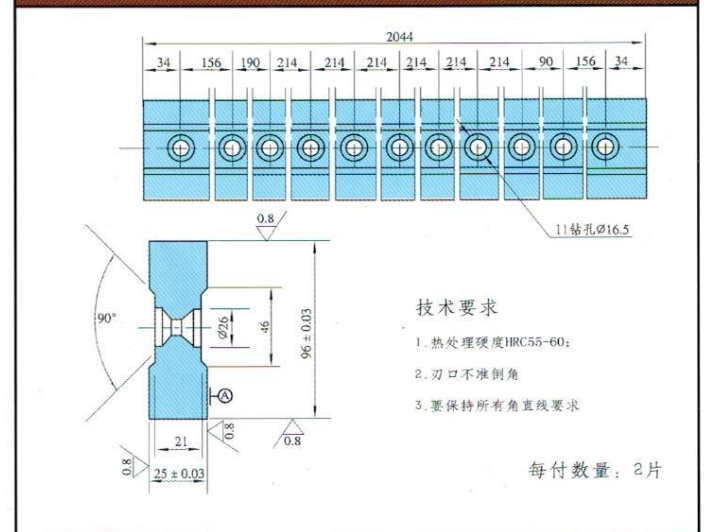 2044
34 156 190 214 214 214 214 214 214 90 156 34
11钻孔Ø16.5
0.8
90°
Ø26
46
96±0.03
A
21
0.8
0.8
0.8
25±0.03
技术要求
1.热处理硬度HRC55-60;
2.刃口不准倒角
3.要保持所有角直线要求
每付数量: 2片